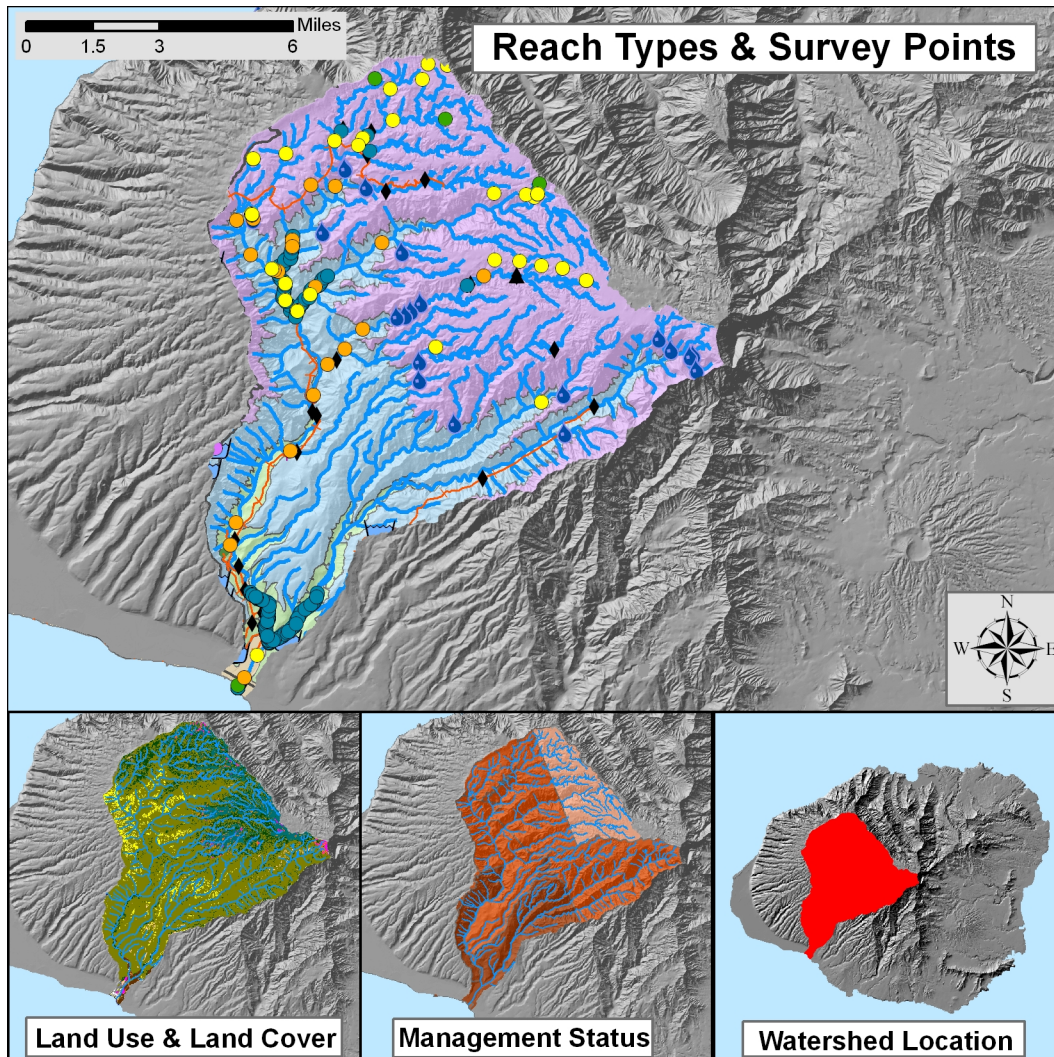 Miles
0 1.5 3 6
Reach Types & Survey Points
N
W E
S
Land Use & Land Cover
Management Status
Watershed Location